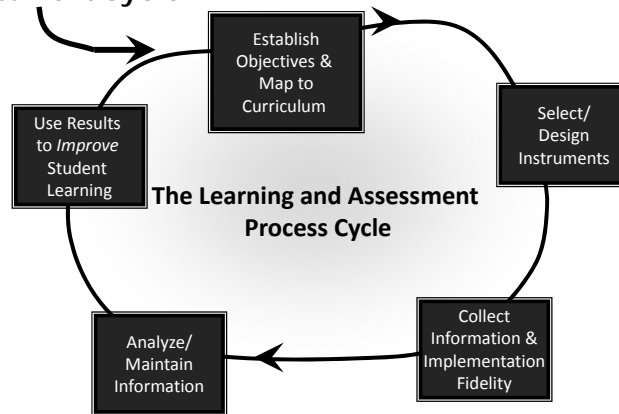 Establish
Objectives &
Map to
Curriculum
Select/
Design
Instruments
Collect
Information &
Implementation
Fidelity
Analyze/
Maintain
Information
Use Results
to Improve
Student
Learning
The Learning and Assessment
Process Cycle